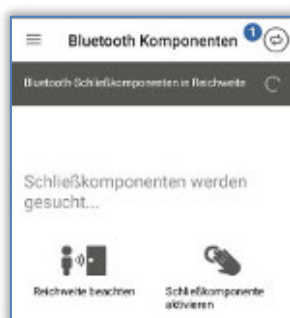 Bluetooth Komponenten 1
Bluetooth-Schließkomponenten in Reichweite
Schließkomponenten werden
gesucht...
Reichweite beachten
Schließkomponente
aktivieren